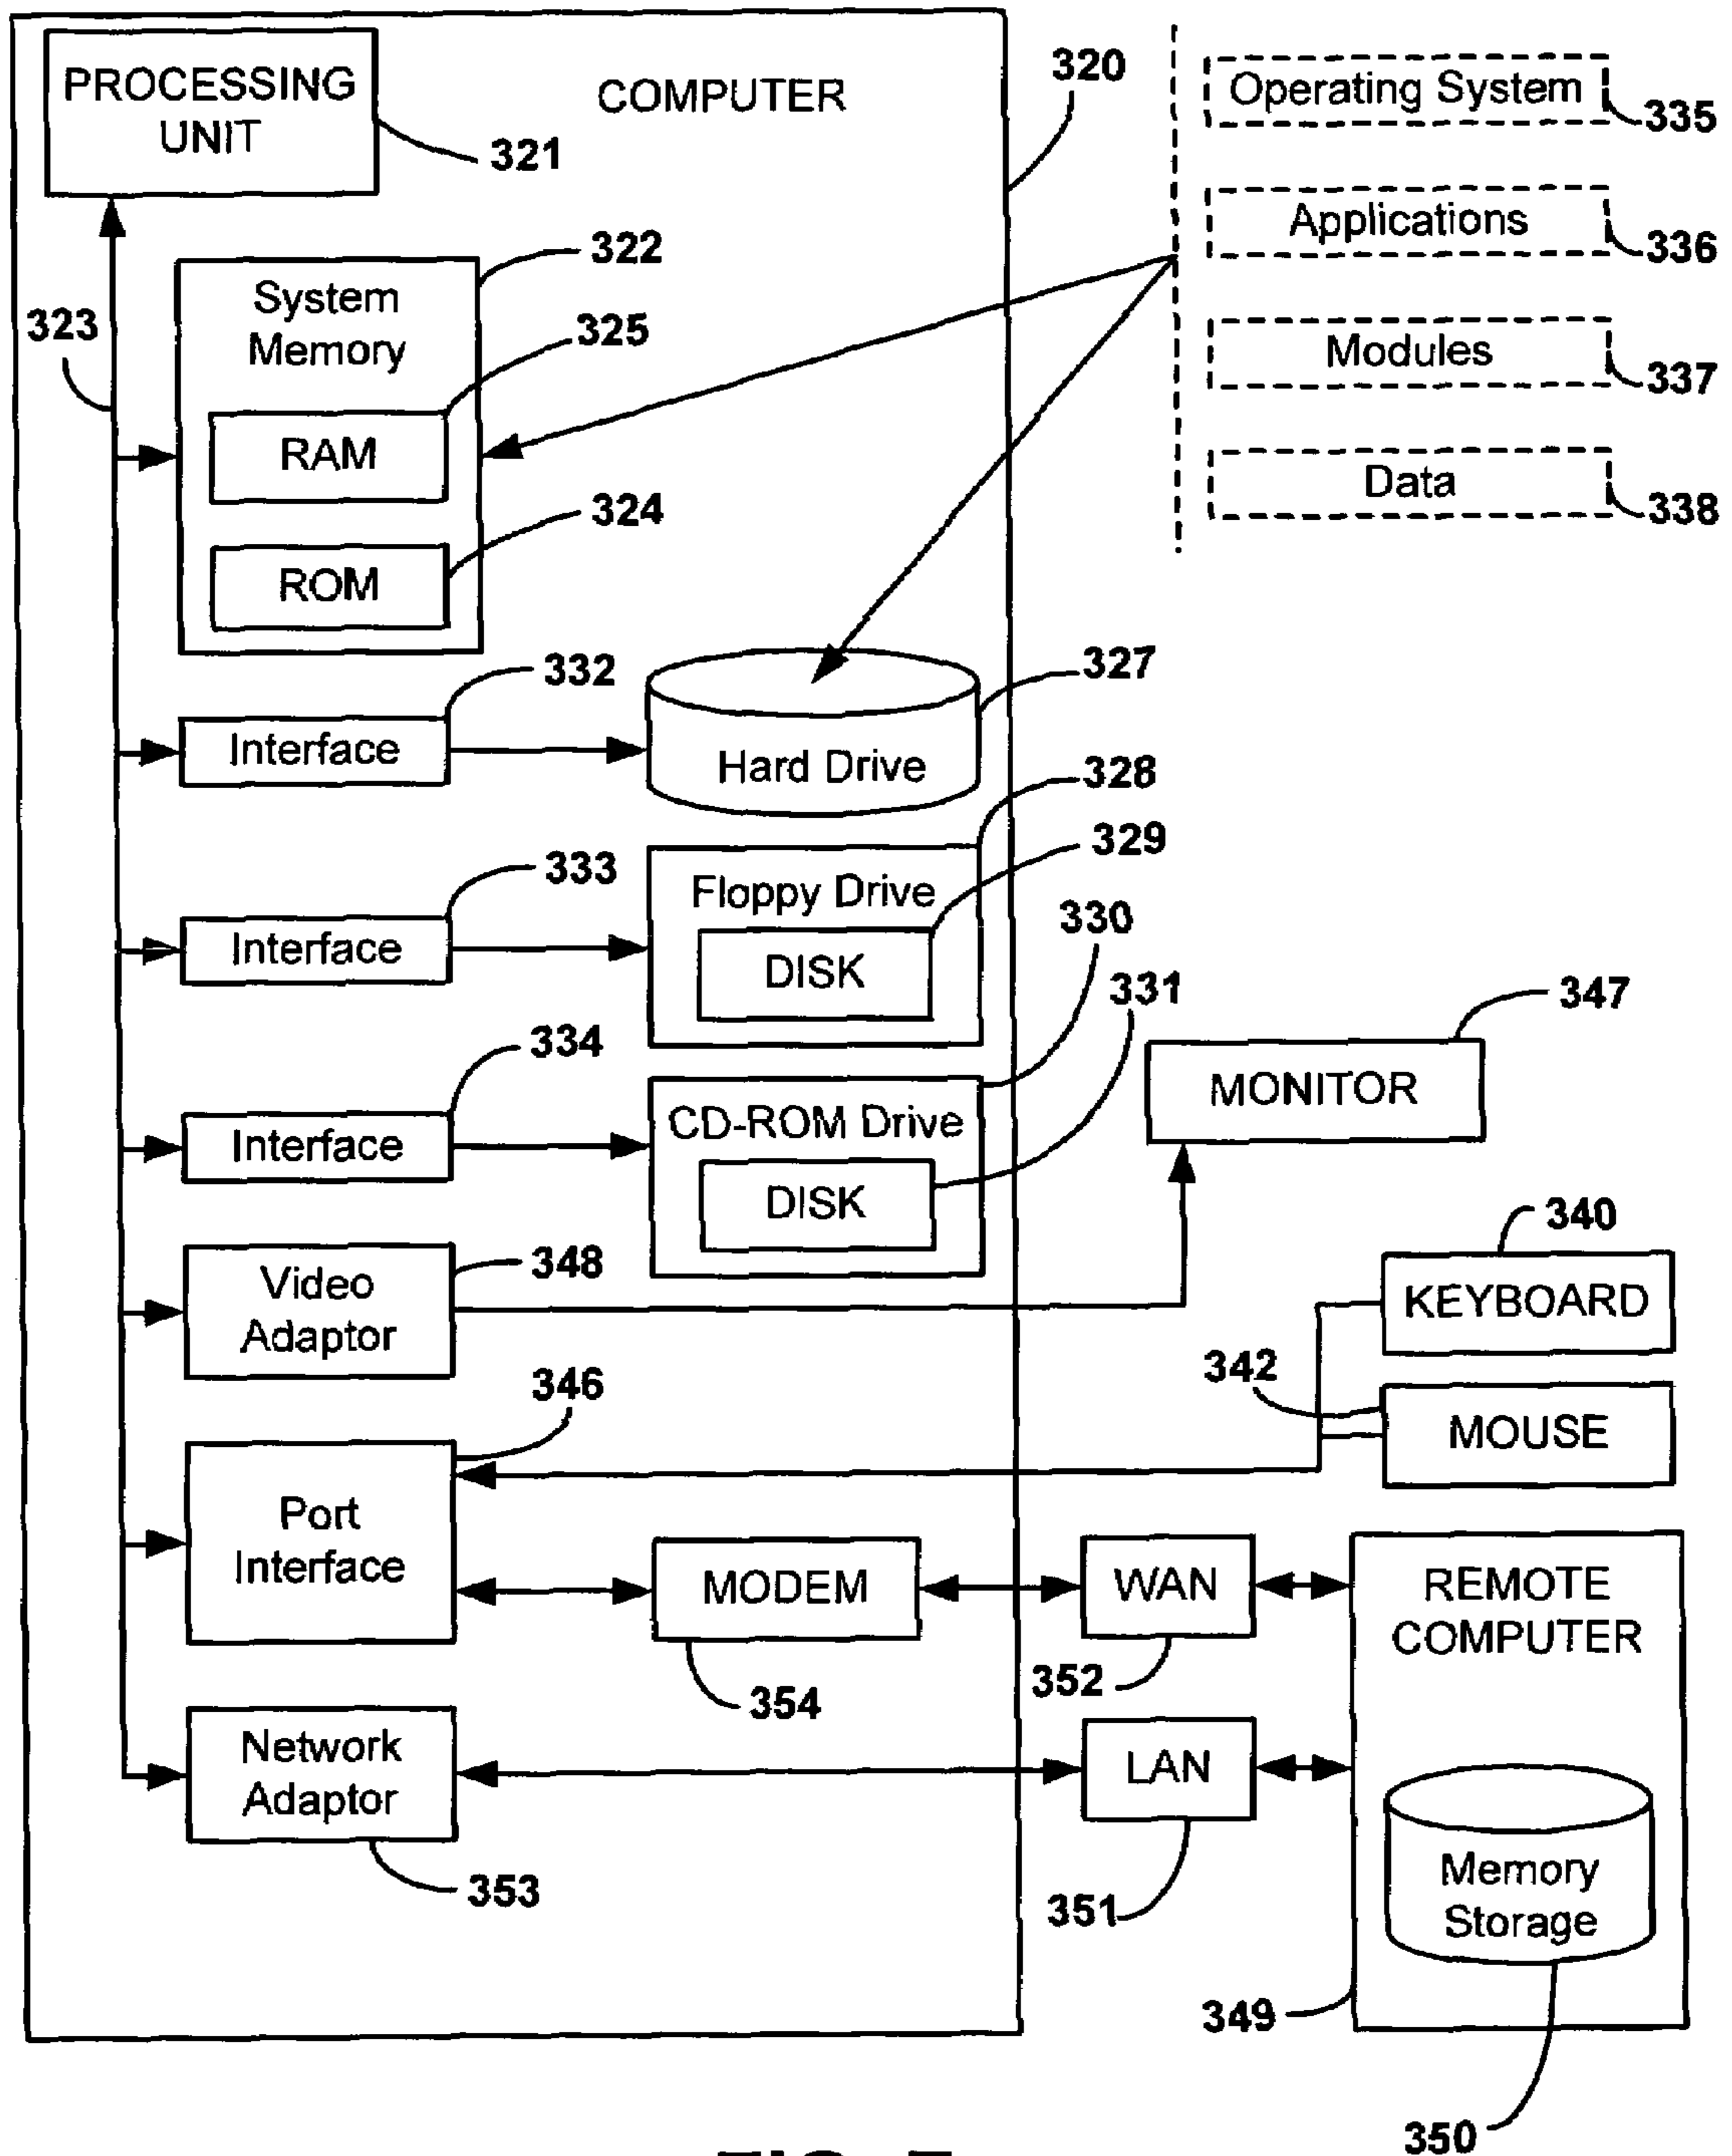 PROCESSING
UNIT
321
COMPUTER
320
Operating System
335
Applications
336
Modules
337
Data
338
322
System
Memory
323
325
RAM
324
ROM
332
Interface
327
Hard Drive
328
329
333
Interface
Floppy Drive
DISK
330
331
334
Interface
CD-ROM Drive
DISK
347
MONITOR
348
Video
Adaptor
340
KEYBOARD
342
MOUSE
346
Port
Interface
MODEM
354
WAN
352
REMOTE
COMPUTER
Network
Adaptor
353
LAN
351
Memory
Storage
349
350